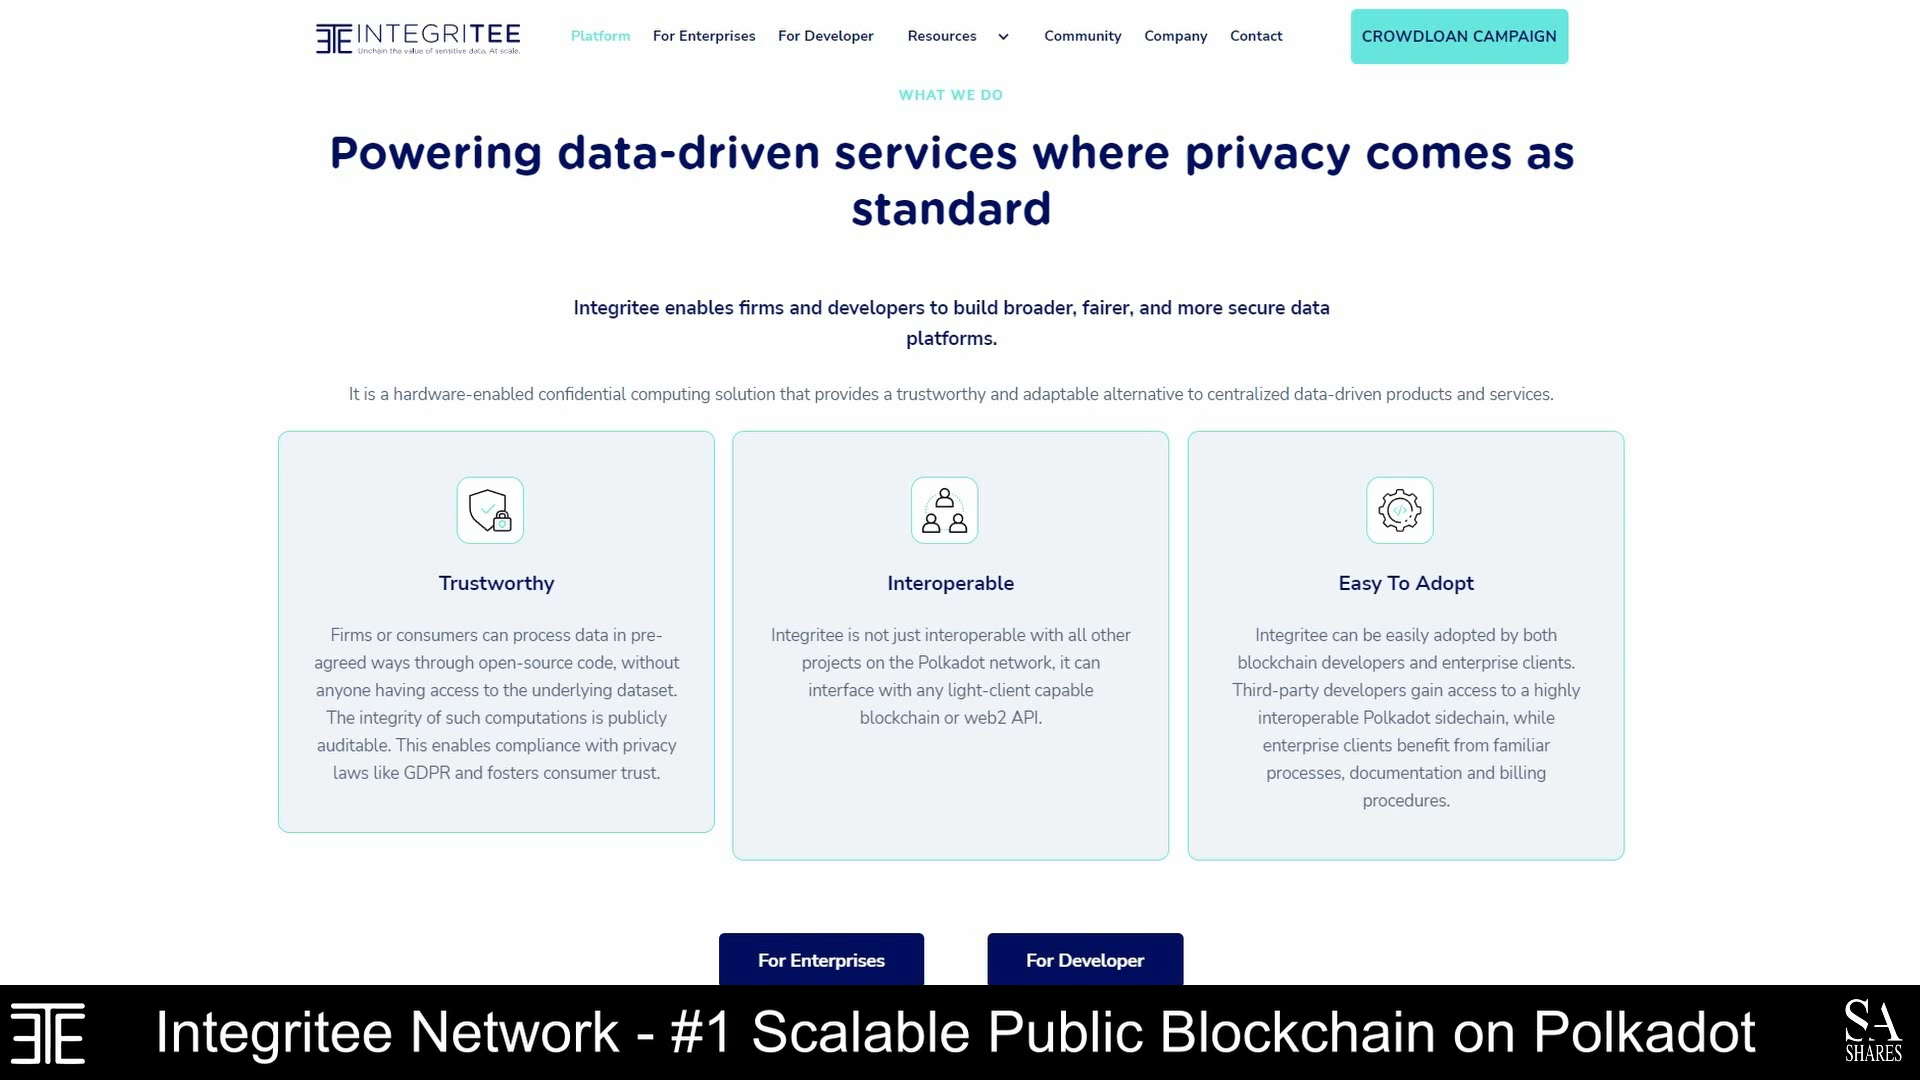 INTEGRITEE
Unchain the value of sensitive data. At scale.
Platform For Enterprises For Developer Resources Community Company Contact CROWDLOAN CAMPAIGN
WHAT WE DO
Powering data-driven services where privacy comes as
standard
Integritee enables firms and developers to build broader, fairer, and more secure data
platforms.
It is a hardware-enabled confidential computing solution that provides a trustworthy and adaptable alternative to centralized data-driven products and services.
Trustworthy
Firms or consumers can process data in pre-
agreed ways through open-source code, without
anyone having access to the underlying dataset.
The integrity of such computations is publicly
auditable. This enables compliance with privacy
laws like GDPR and fosters consumer trust.
Interoperable
Integritee is not just interoperable with all other
projects on the Polkadot network, it can
interface with any light-client capable
blockchain or web2 API.
Easy To Adopt
Integritee can be easily adopted by both
blockchain developers and enterprise clients.
Third-party developers gain access to a highly
interoperable Polkadot sidechain, while
enterprise clients benefit from familiar
processes, documentation and billing
procedures.
For Enterprises
For Developer
Integritee Network - #1 Scalable Public Blockchain on Polkadot
SA
SHARES